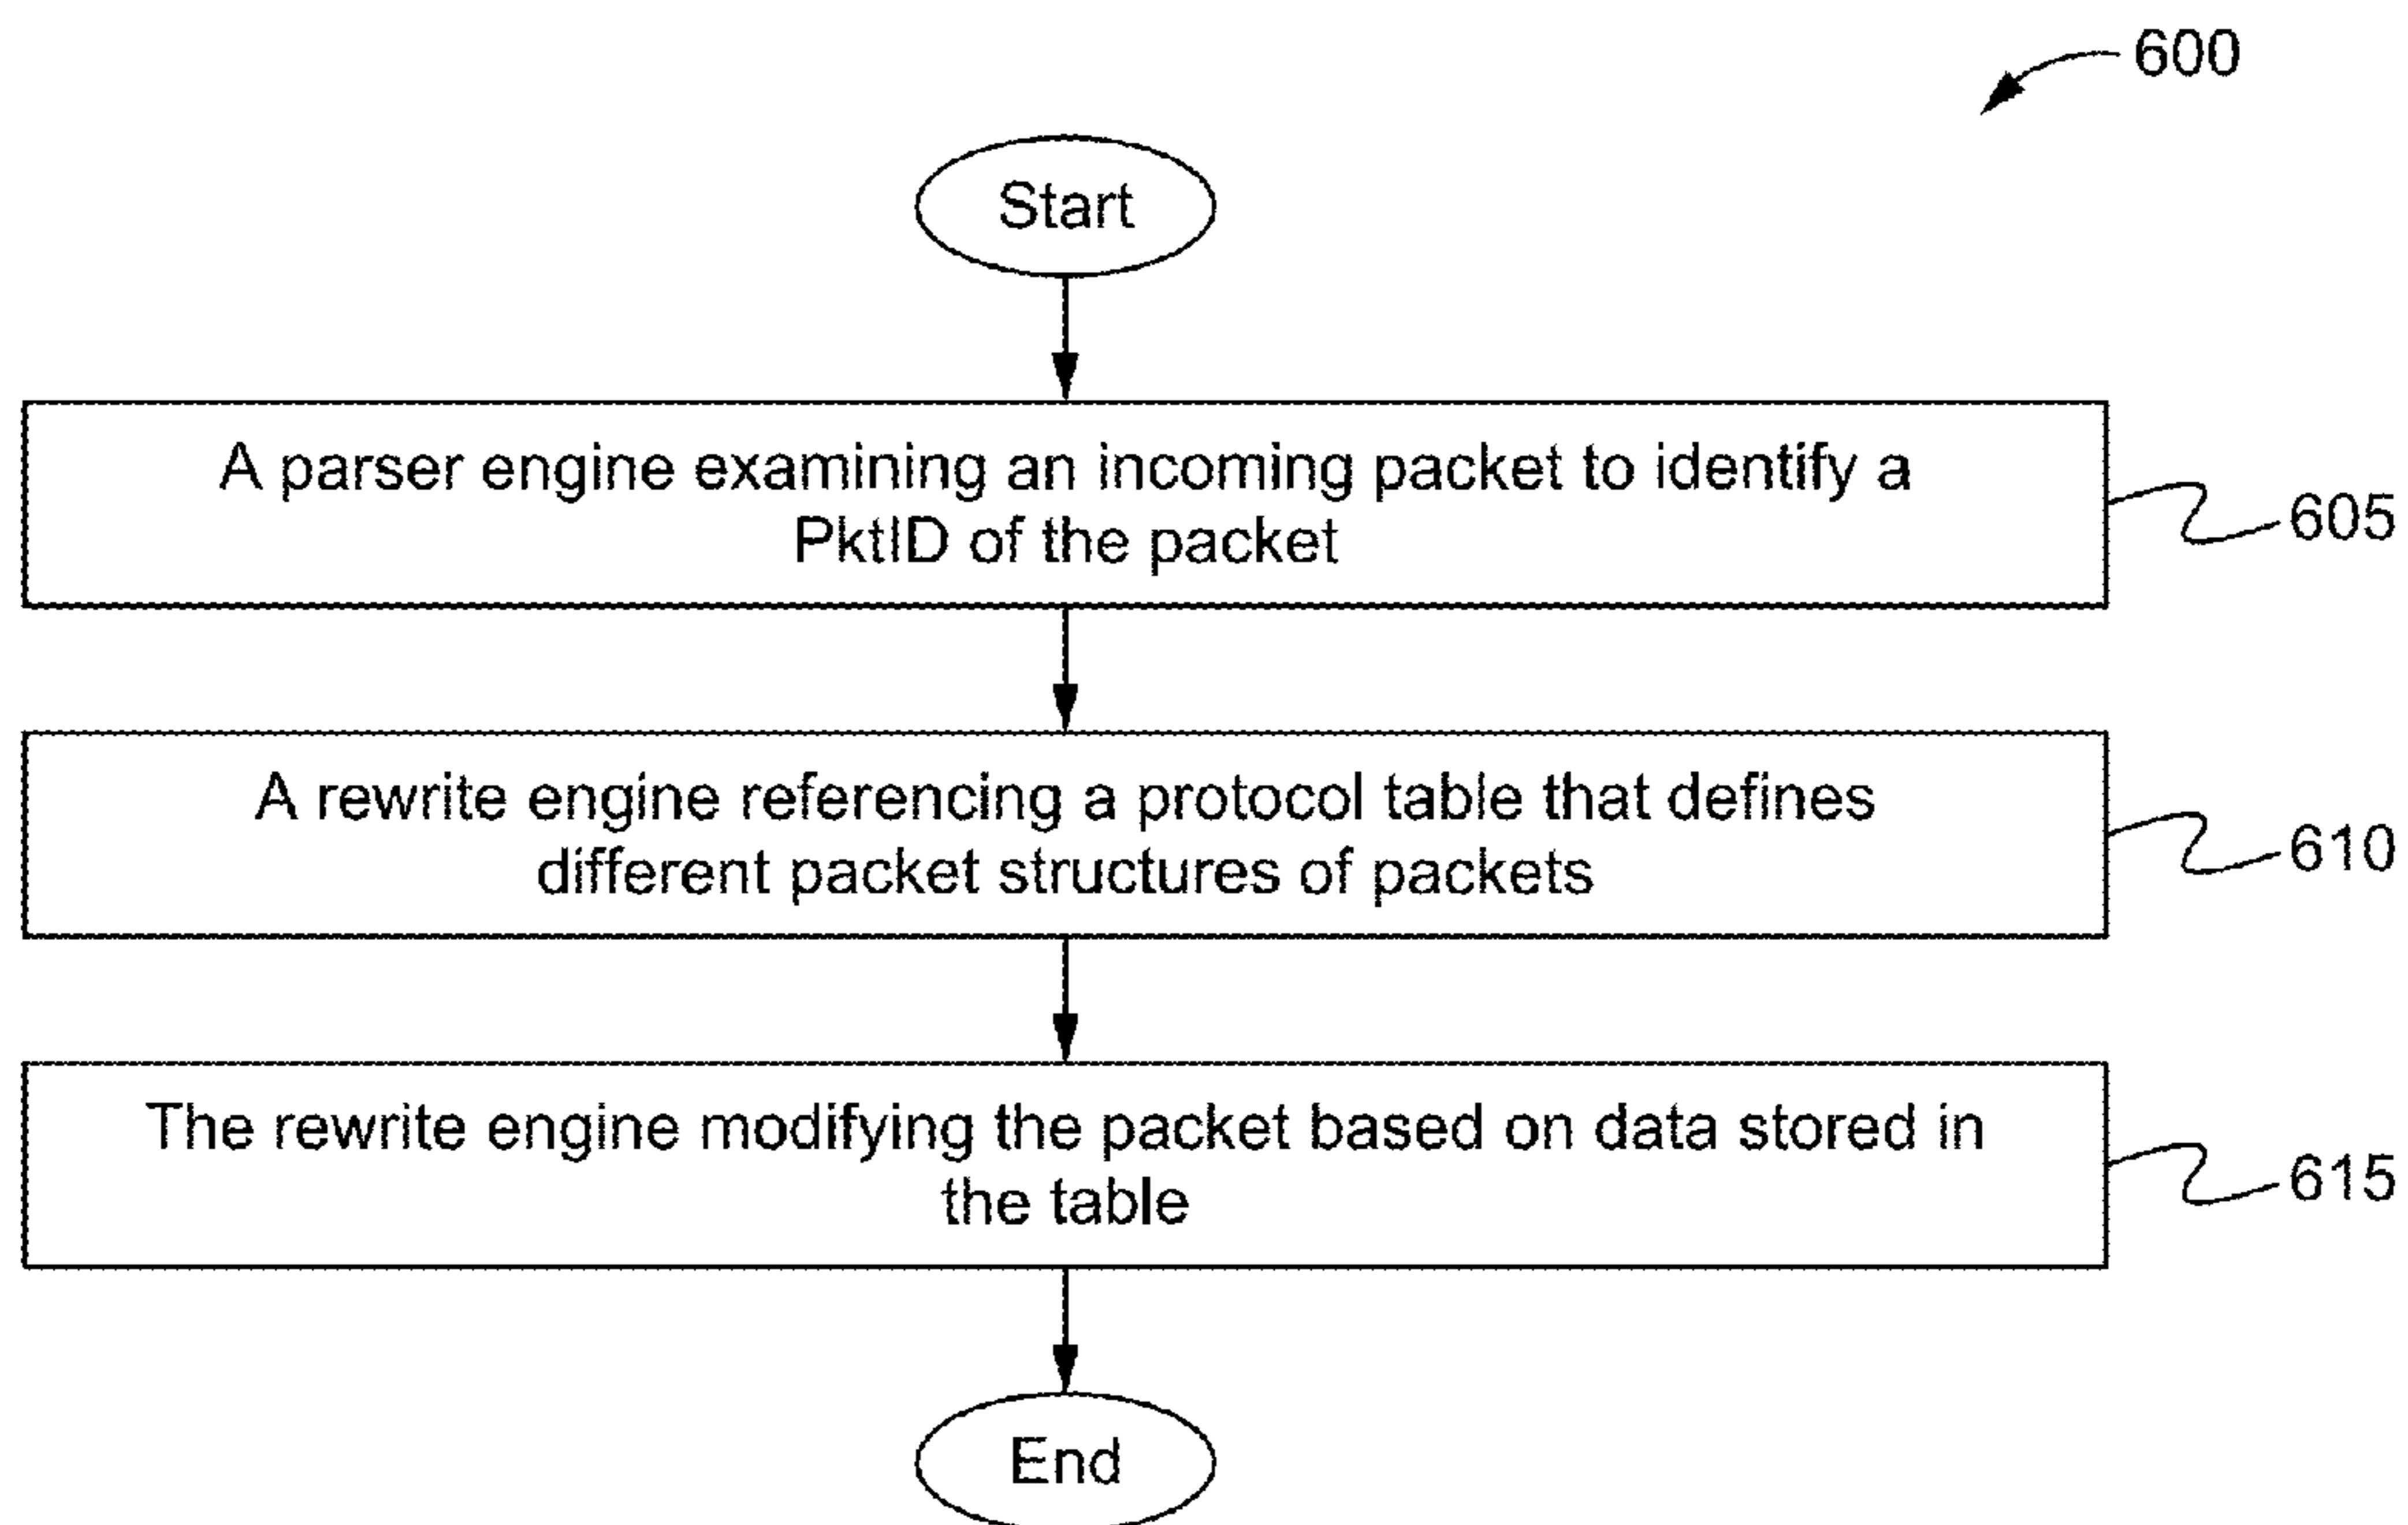 600
Start
A parser engine examining an incoming packet to identify a
PktID of the packet
605
A rewrite engine referencing a protocol table that defines
different packet structures of packets
610
The rewrite engine modifying the packet based on data stored in
the table
615
End